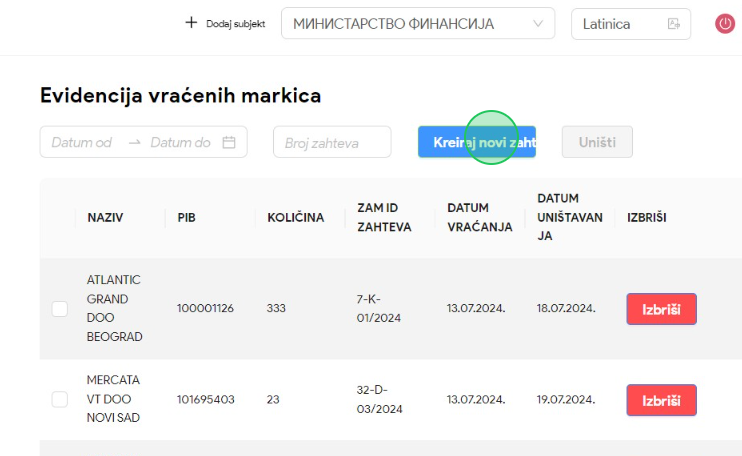 + Dodaj subjekt
МИНИСТАРСТВО ФИНАНСИЈА
Latinica
Evidencija vraćenih markica
Datum od → Datum do
Broj zahteva
Kreiraj novi zaht
Uništi
NAZIV
PIB
KOLIČINA
ZAM ID
ZAHTEVA
DATUM
VRAĆANJA
DATUM
UNIŠTAVAN
JA
IZBRIŠI
ATLANTIC
GRAND
DOO
BEOGRAD
100001126
333
7-K-
01/2024
13.07.2024.
18.07.2024.
Izbriši
MERCATA
VT DOO
NOVI SAD
101695403
23
32-D-
03/2024
13.07.2024.
19.07.2024.
Izbriši